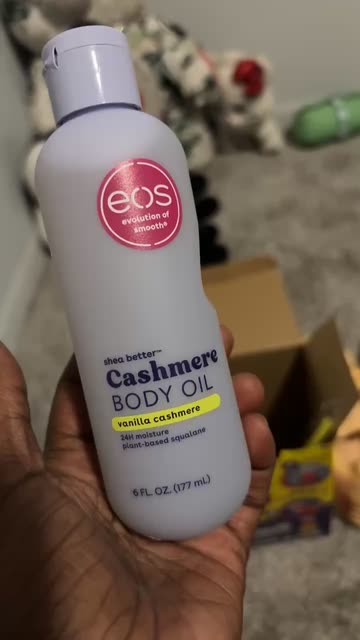 eos
evolution of
smooth®
shea better™
Cashmere
BODY OIL
vanilla cashmere
24H moisture
plant-based squalane
6 FL. OZ. (177 mL)